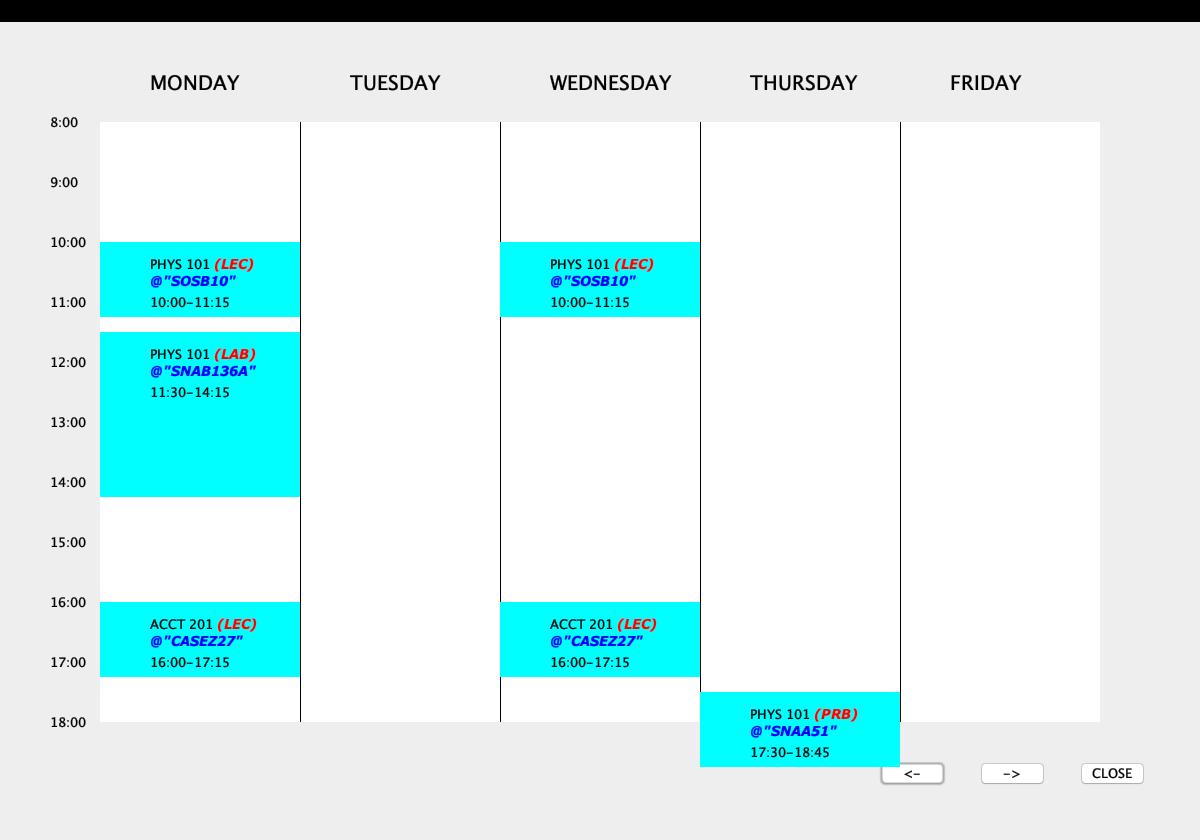 MONDAY TUESDAY WEDNESDAY THURSDAY FRIDAY
8:00
9:00
10:00
PHYS 101 (LEC) PHYS 101 (LEC)
@"SOSB10" @"SOSB10"
11:00 10:00-11:15 10:00-11:15
PHYS 101 (LAB)
12:00
@"SNAB136A"
11:30-14:15
13:00
14:00
15:00
16:00
ACCT 201 (LEC) ACCT 201 (LEC)
@"CASEZ27" @"CASEZ27"
17:00 16:00-17:15 16:00-17:15
PHYS 101 (PRB)
18:00
@"SNAA51"
17:30-18:45
<- -> CLOSE